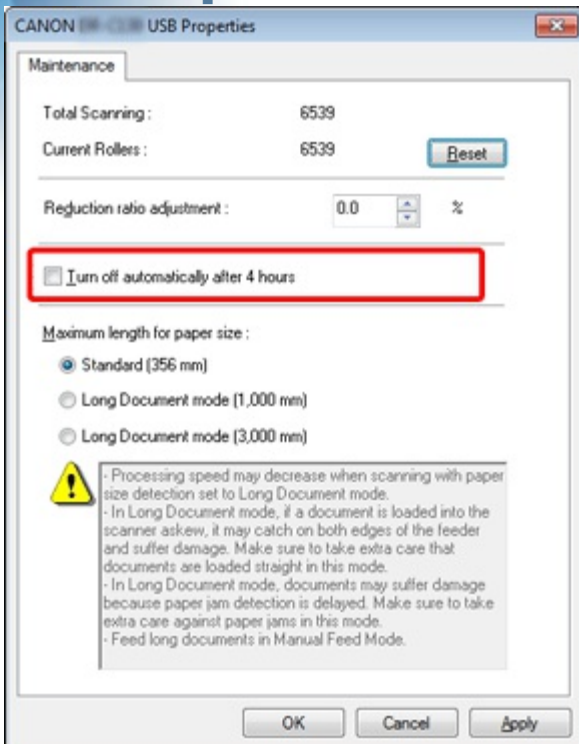 CANON USB Properties
Maintenance
Total Scanning : 6539
Current Rollers : 6539 Reset
Reduction ratio adjustment : 0.0 %
Turn off automatically after 4 hours
Maximum length for paper size :
Standard (356 mm)
Long Document mode (1,000 mm)
Long Document mode (3,000 mm)
- Processing speed may decrease when scanning with paper
size detection set to Long Document mode.
- In Long Document mode, if a document is loaded into the
scanner askew, it may catch on both edges of the feeder
and suffer damage. Make sure to take extra care that
documents are loaded straight in this mode.
- In Long Document mode, documents may suffer damage
because paper jam detection is delayed. Make sure to take
extra care against paper jams in this mode.
- Feed long documents in Manual Feed Mode.
OK Cancel Apply